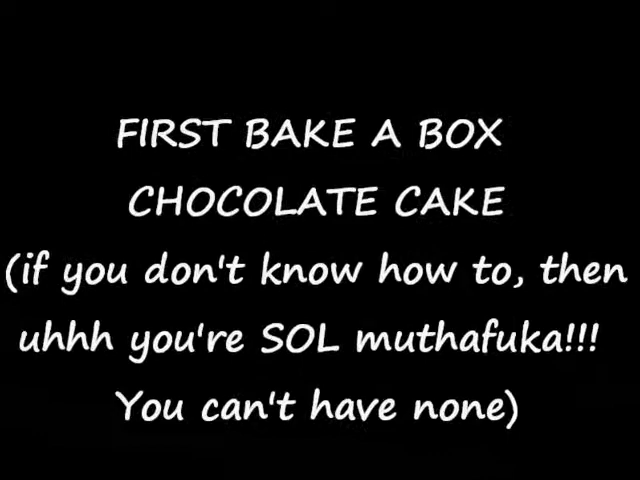 FIRST BAKE A BOX
CHOCOLATE CAKE
(if you don't know how to, then
uhhh you're SOL muthafuka!!!
You can't have none)